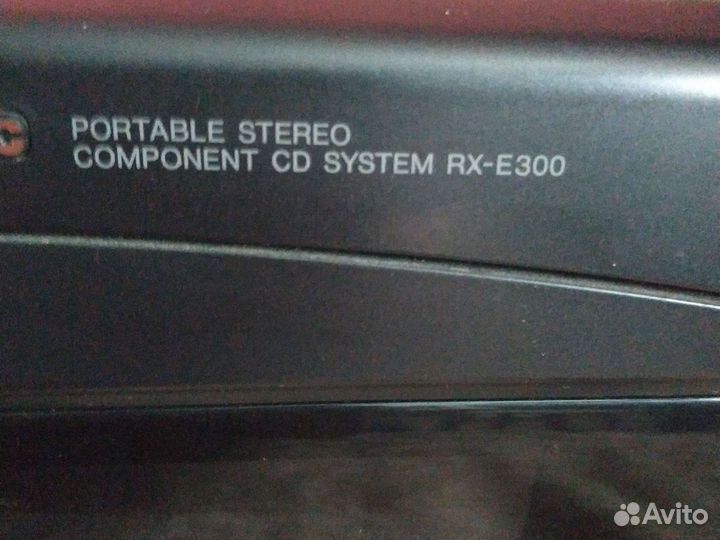 C
PORTABLE STEREO
COMPONENT CD SYSTEM RX-E300
Avito